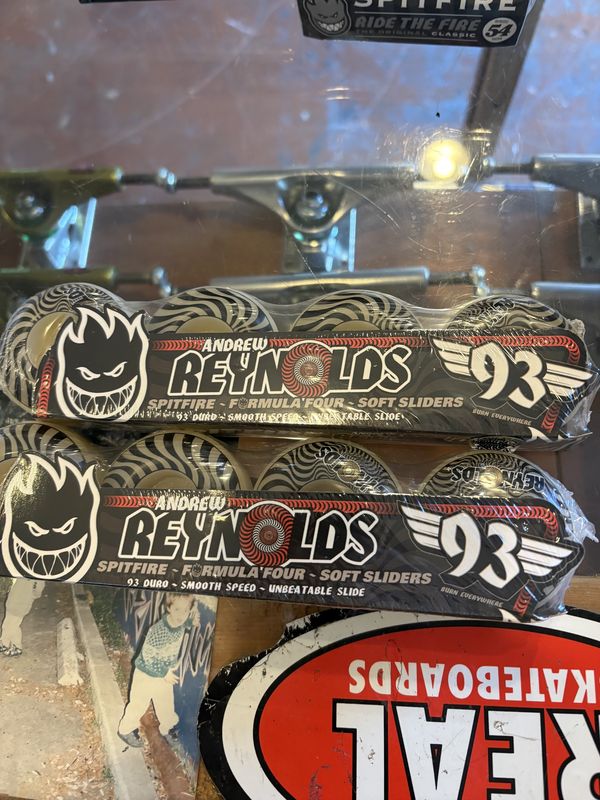 SPITFIRE
RIDE THE FIRE
THE ORIGINAL CLASSIC
54
ANDREW
REYNOLDS
93
SPITFIRE ~ FORMULA FOUR ~ SOFT SLIDERS
93 DURO ~ SMOOTH SPEED ~ UNBEATABLE SLIDE
BURN EVERYWHERE
REYNOLDS
ANDREW
REYNOLDS
93
SPITFIRE ~ FORMULA FOUR ~ SOFT SLIDERS
93 DURO ~ SMOOTH SPEED ~ UNBEATABLE SLIDE
BURN EVERYWHERE
REAL
SKATEBOARDS